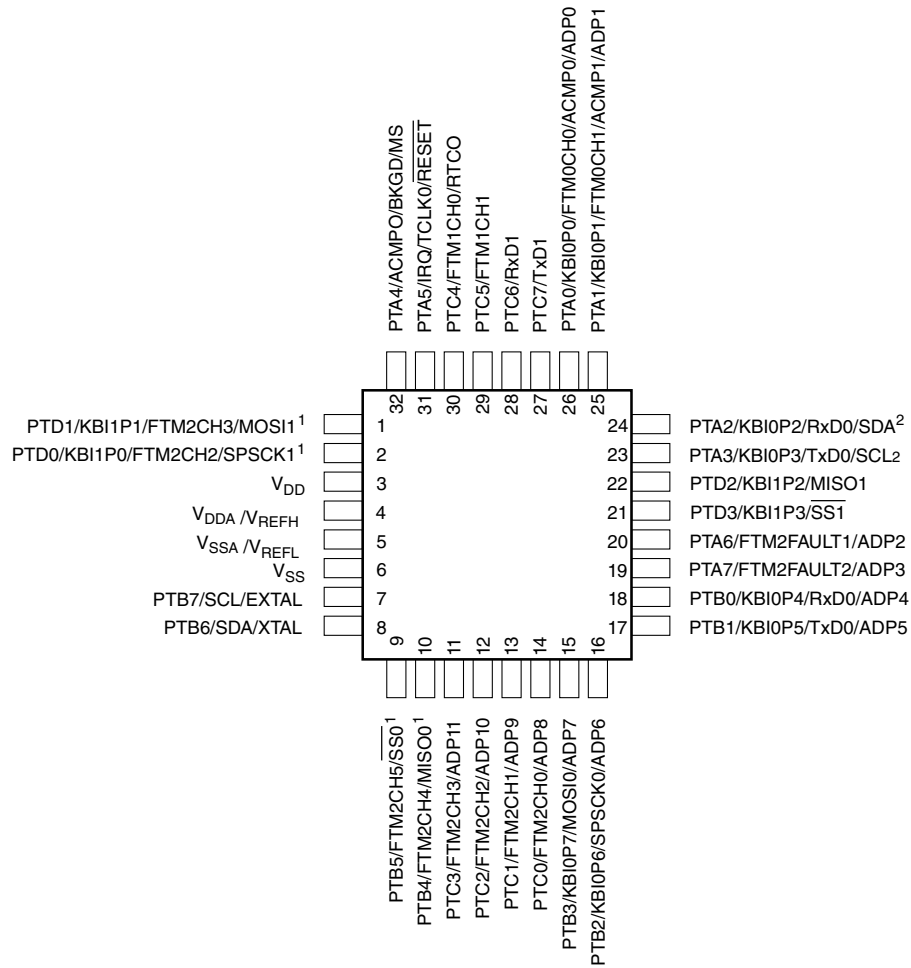 PTA4/ACMPO/BKGD/MS
PTA5/IRQ/TCLK0/RESET
PTC4/FTM1CH0/RTCO
PTC5/FTM1CH1
PTC6/RxD1
PTC7/TxD1
PTA0/KBI0P0/FTM0CH0/ACMP0/ADP0
PTA1/KBI0P1/FTM0CH1/ACMP1/ADP1
32
31
30
29
28
27
26
25
PTD1/KBI1P1/FTM2CH3/MOSI1¹
1
PTD0/KBI1P0/FTM2CH2/SPSCK1¹
2
VDD
3
VDDA /VREFH
4
VSSA /VREFL
5
VSS
6
PTB7/SCL/EXTAL
7
PTB6/SDA/XTAL
8
24
PTA2/KBI0P2/RxD0/SDA²
23
PTA3/KBI0P3/TxD0/SCL2
22
PTD2/KBI1P2/MISO1
21
PTD3/KBI1P3/SS1
20
PTA6/FTM2FAULT1/ADP2
19
PTA7/FTM2FAULT2/ADP3
18
PTB0/KBI0P4/RxD0/ADP4
17
PTB1/KBI0P5/TxD0/ADP5
9
10
11
12
13
14
15
16
PTB5/FTM2CH5/SS0¹
PTB4/FTM2CH4/MISO0¹
PTC3/FTM2CH3/ADP11
PTC2/FTM2CH2/ADP10
PTC1/FTM2CH1/ADP9
PTC0/FTM2CH0/ADP8
PTB3/KBI0P7/MOSI0/ADP7
PTB2/KBI0P6/SPSCK0/ADP6